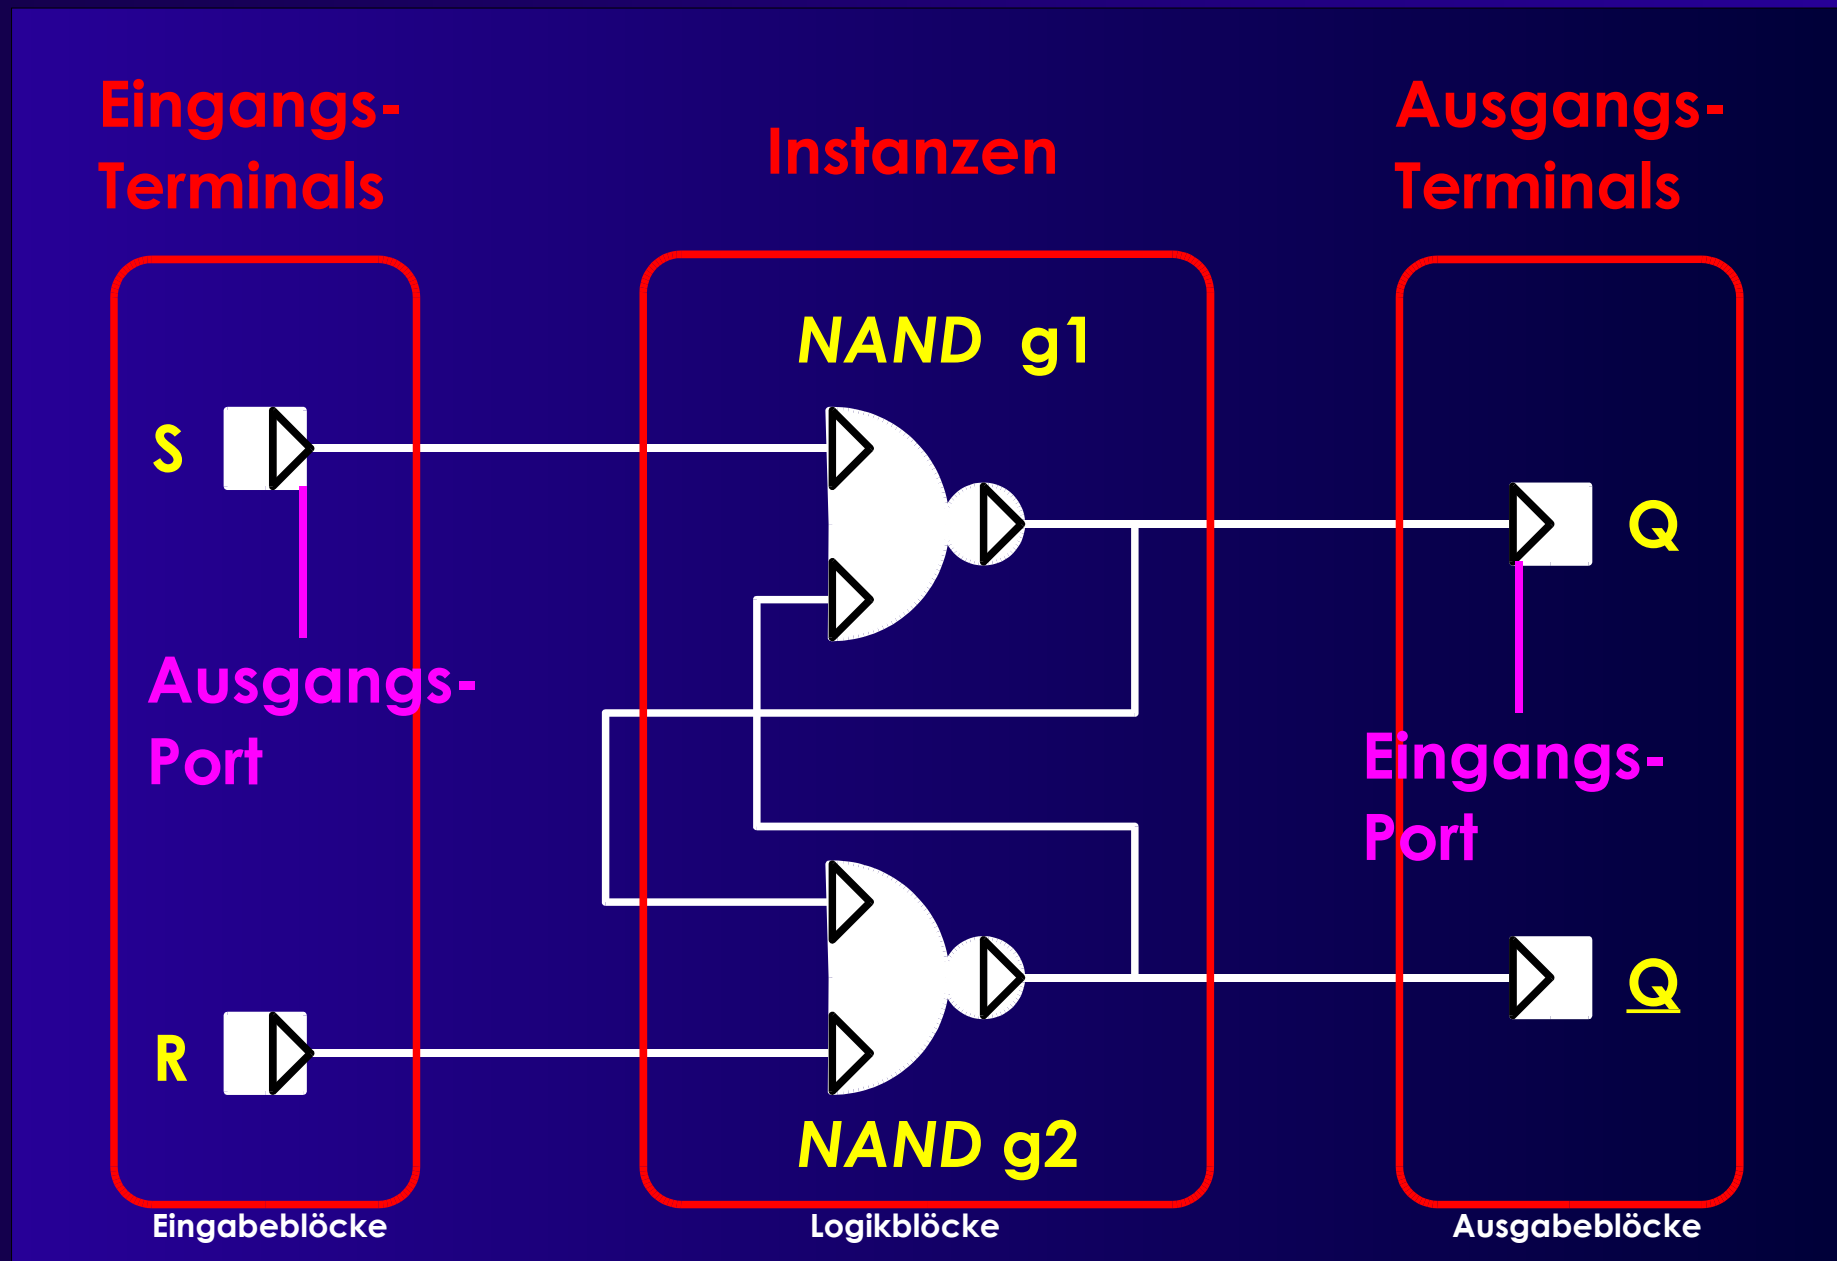 Eingangs-
Terminals
Instanzen
Ausgangs-
Terminals
NAND g1
S
Q
Ausgangs-
Port
Eingangs-
Port
R
Q
NAND g2
Eingabeblöcke
Logikblöcke
Ausgabeblöcke